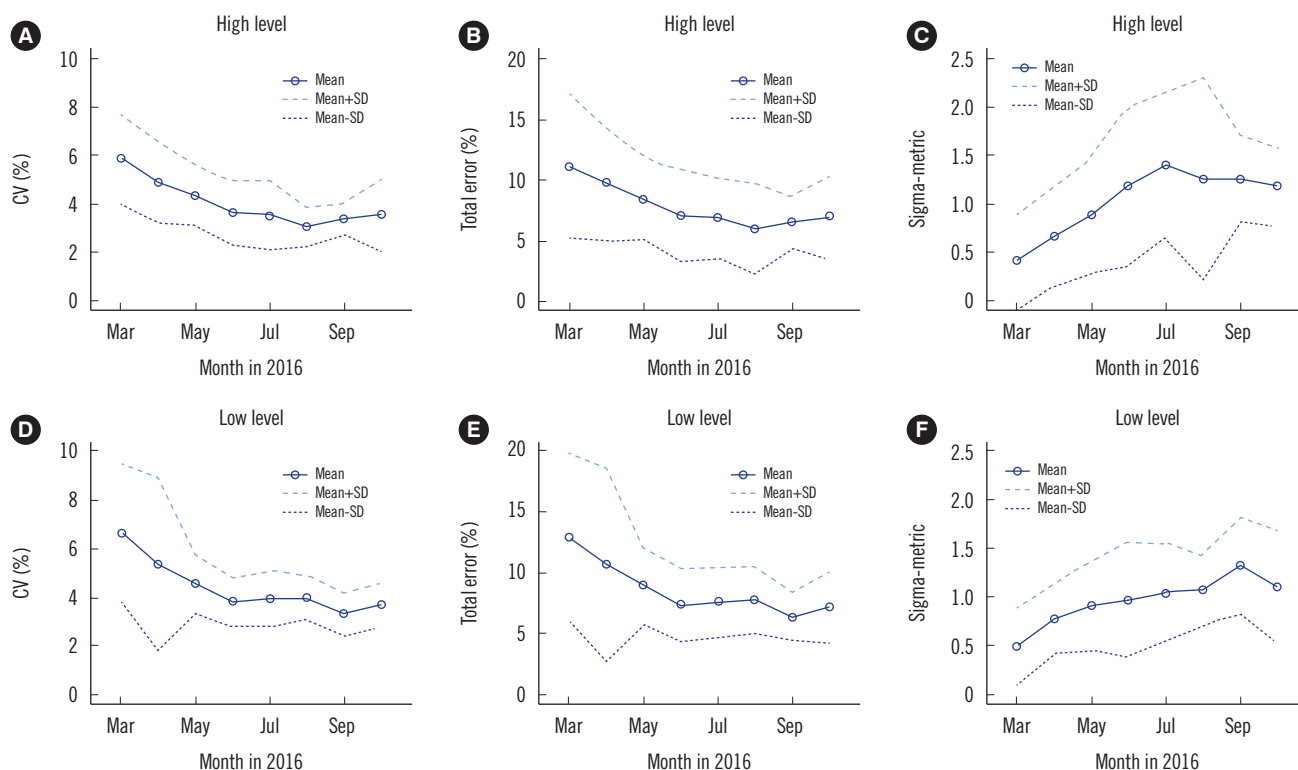 A
High level
CV (%)
10
8
6
4
2
0
Mean
Mean+SD
Mean-SD
Mar May Jul Sep
Month in 2016
B
High level
Total error (%)
20
15
10
5
0
Mean
Mean+SD
Mean-SD
Mar May Jul Sep
Month in 2016
C
High level
Sigma-metric
2.5
2.0
1.5
1.0
0.5
0
Mean
Mean+SD
Mean-SD
Mar May Jul Sep
Month in 2016
D
Low level
CV (%)
10
8
6
4
2
0
Mean
Mean+SD
Mean-SD
Mar May Jul Sep
Month in 2016
E
Low level
Total error (%)
20
15
10
5
0
Mean
Mean+SD
Mean-SD
Mar May Jul Sep
Month in 2016
F
Low level
Sigma-metric
2.5
2.0
1.5
1.0
0.5
0
Mean
Mean+SD
Mean-SD
Mar May Jul Sep
Month in 2016